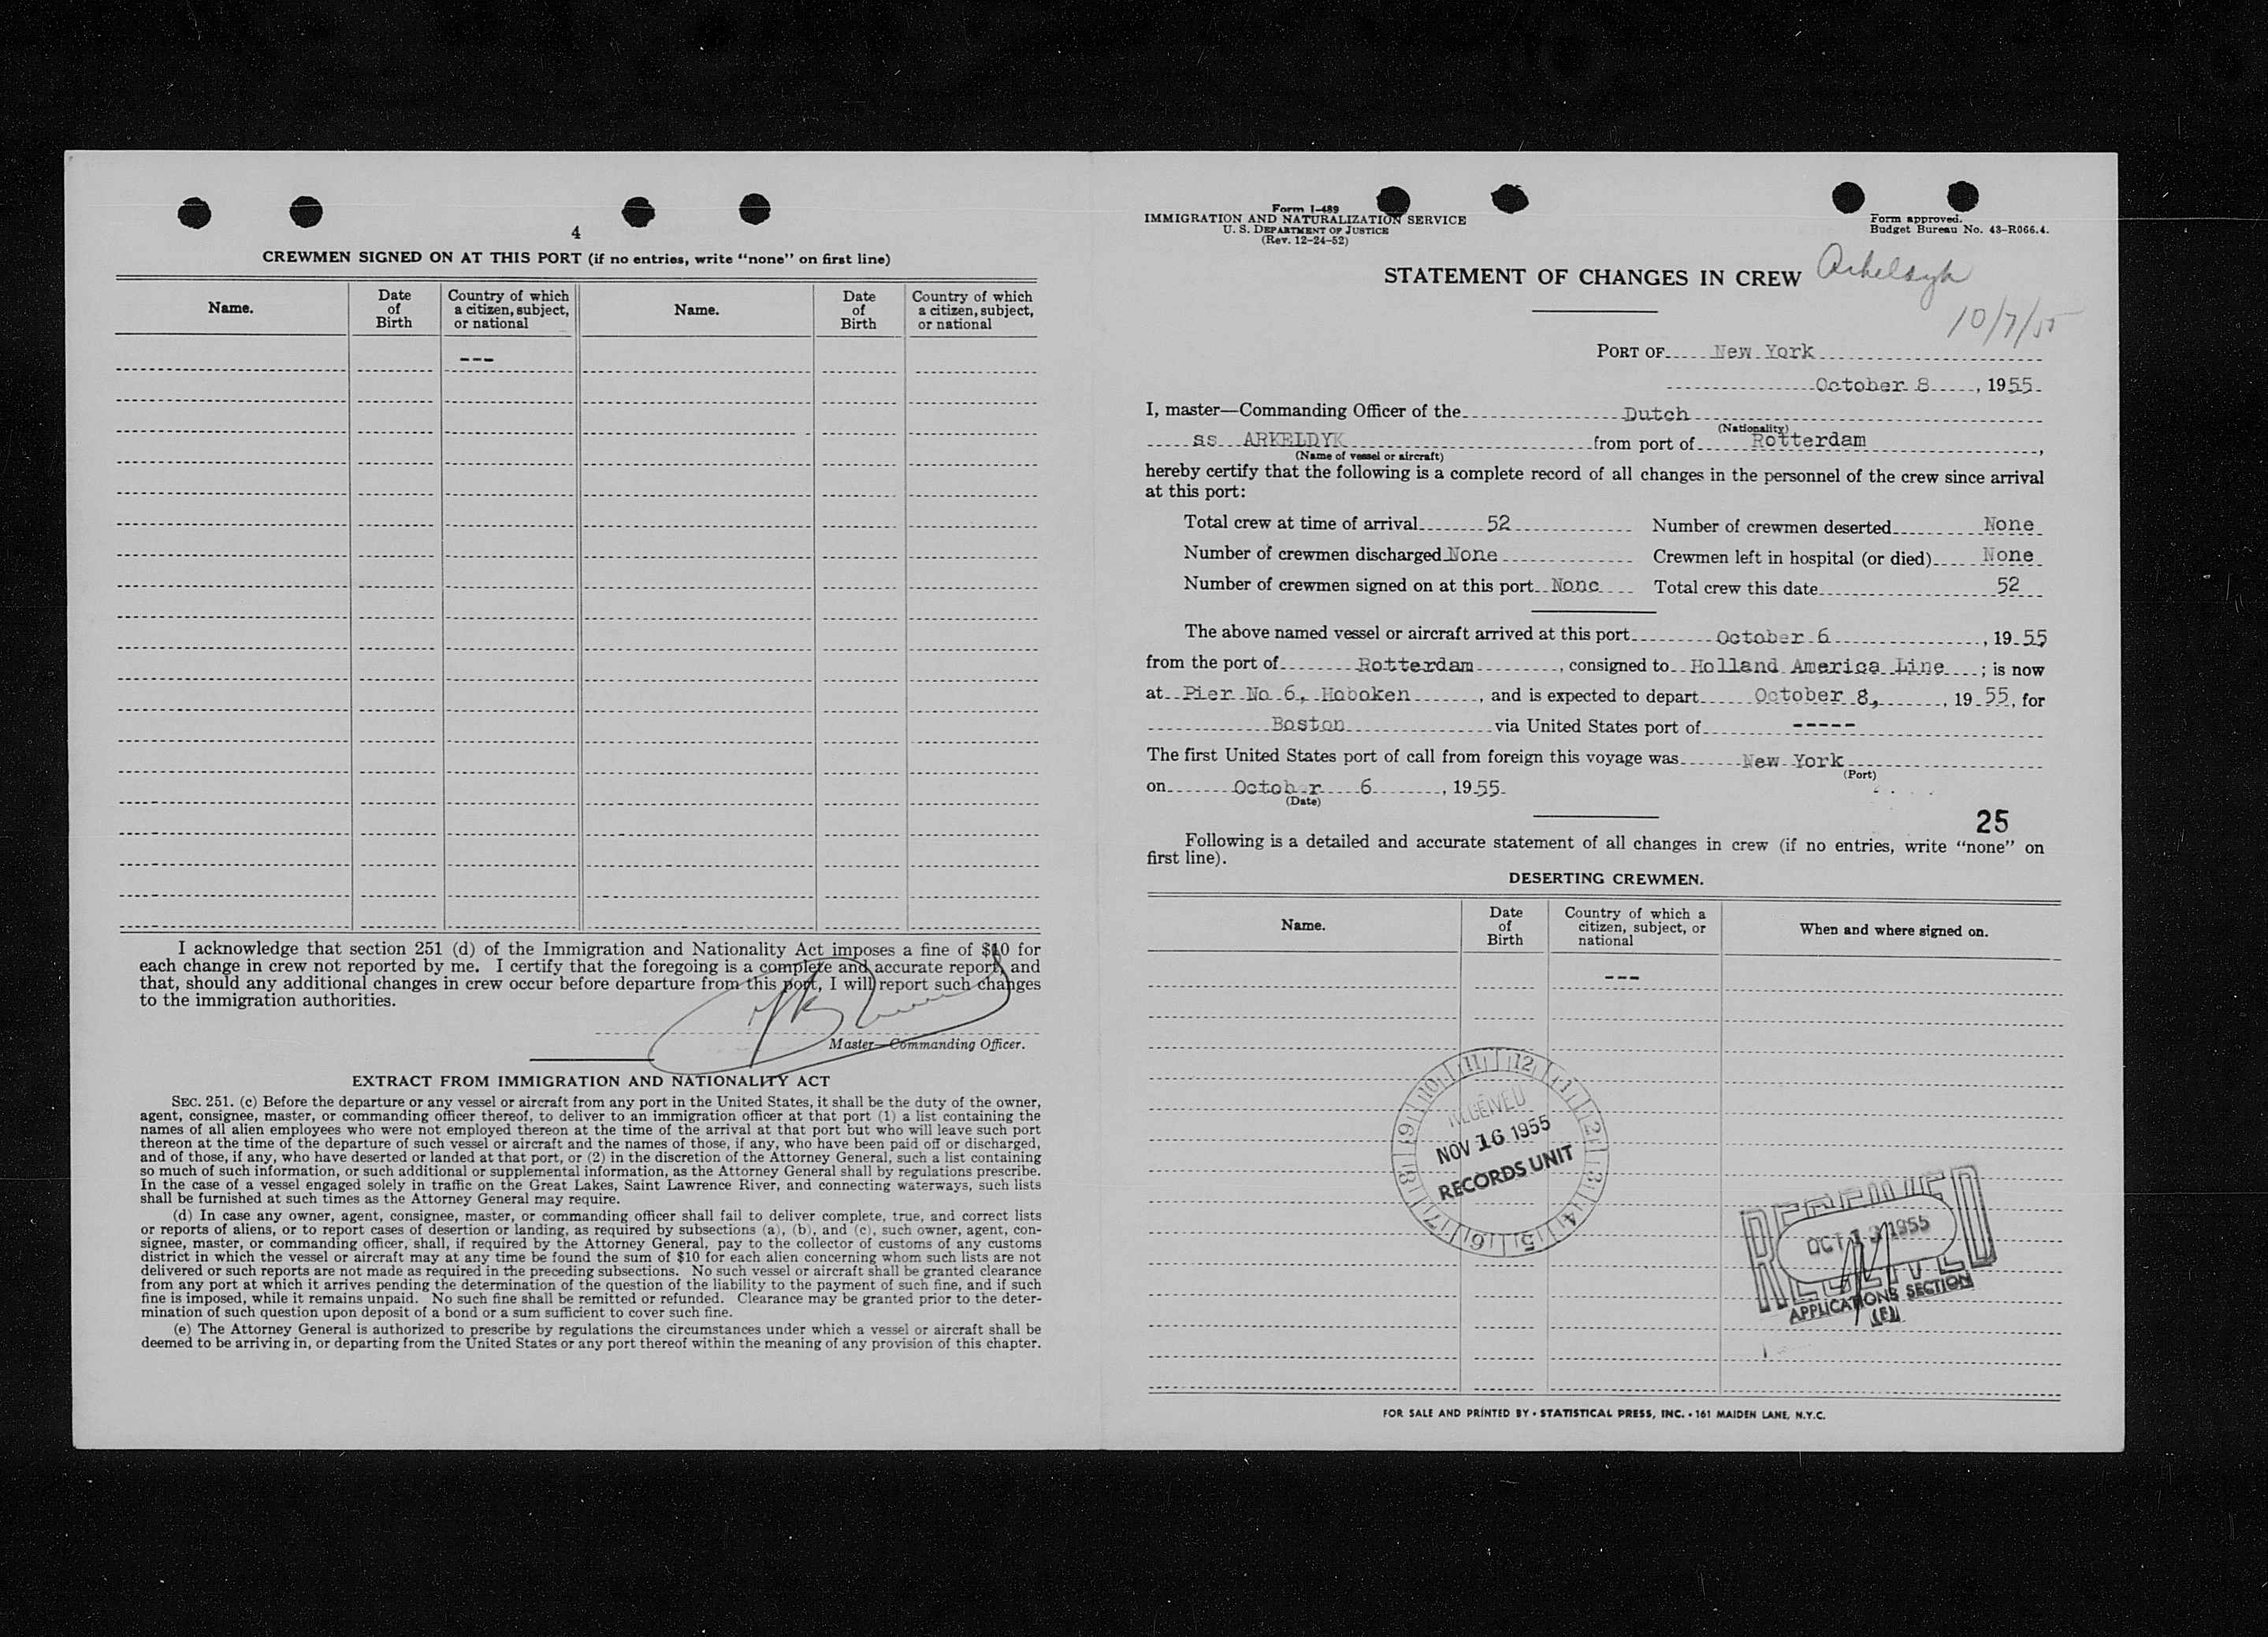 4
CREWMEN SIGNED ON AT THIS PORT (if no entries, write “none” on first line)
Name. Date of Birth Country of which a citizen, subject, or national Name. Date of Birth Country of which a citizen, subject, or national
---
I acknowledge that section 251 (d) of the Immigration and Nationality Act imposes a fine of $10 for
each change in crew not reported by me. I certify that the foregoing is a complete and accurate report, and
that, should any additional changes in crew occur before departure from this port, I will report such changes
to the immigration authorities.
Master—Commanding Officer.
EXTRACT FROM IMMIGRATION AND NATIONALITY ACT
SEC. 251. (c) Before the departure or any vessel or aircraft from any port in the United States, it shall be the duty of the owner,
agent, consignee, master, or commanding officer thereof, to deliver to an immigration officer at that port (1) a list containing the
names of all alien employees who were not employed thereon at the time of the arrival at that port but who will leave such port
thereon at the time of the departure of such vessel or aircraft and the names of those, if any, who have been paid off or discharged,
and of those, if any, who have deserted or landed at that port, or (2) in the discretion of the Attorney General, such a list containing
so much of such information, or such additional or supplemental information, as the Attorney General shall by regulations prescribe.
In the case of a vessel engaged solely in traffic on the Great Lakes, Saint Lawrence River, and connecting waterways, such lists
shall be furnished at such times as the Attorney General may require.
(d) In case any owner, agent, consignee, master, or commanding officer shall fail to deliver complete, true, and correct lists
or reports of aliens, or to report cases of desertion or landing, as required by subsections (a), (b), and (c), such owner, agent, con-
signee, master, or commanding officer, shall, if required by the Attorney General, pay to the collector of customs of any customs
district in which the vessel or aircraft may at any time be found the sum of $10 for each alien concerning whom such lists are not
delivered or such reports are not made as required in the preceding subsections. No such vessel or aircraft shall be granted clearance
from any port at which it arrives pending the determination of the question of the liability to the payment of such fine, and if such
fine is imposed, while it remains unpaid. No such fine shall be remitted or refunded. Clearance may be granted prior to the deter-
mination of such question upon deposit of a bond or a sum sufficient to cover such fine.
(e) The Attorney General is authorized to prescribe by regulations the circumstances under which a vessel or aircraft shall be
deemed to be arriving in, or departing from the United States or any port thereof within the meaning of any provision of this chapter.
Form I-489
IMMIGRATION AND NATURALIZATION SERVICE
U. S. DEPARTMENT OF JUSTICE
(Rev. 12-24-52)
Form approved.
Budget Bureau No. 43-R066.4.
STATEMENT OF CHANGES IN CREW Arkeldyk
10/7/55
PORT OF New York
October 8, 1955
I, master—Commanding Officer of the Dutch
(Nationality)
ss ARKELDYK from port of Rotterdam,
(Name of vessel or aircraft)
hereby certify that the following is a complete record of all changes in the personnel of the crew since arrival
at this port:
Total crew at time of arrival 52 Number of crewmen deserted None
Number of crewmen discharged None Crewmen left in hospital (or died) None
Number of crewmen signed on at this port None Total crew this date 52
The above named vessel or aircraft arrived at this port October 6, 1955
from the port of Rotterdam, consigned to Holland America Line; is now
at Pier No 6, Hoboken, and is expected to depart October 8,, 1955, for
Boston via United States port of -----
The first United States port of call from foreign this voyage was New York
(Port)
on October 6, 1955
(Date)
25
Following is a detailed and accurate statement of all changes in crew (if no entries, write “none” on
first line).
DESERTING CREWMEN.
Name. Date of Birth Country of which a citizen, subject, or national When and where signed on.
---
11 12 1 2 3 4 5 6 7 8 9 10
RECEIVED
NOV 16 1955
RECORDS UNIT
RECEIVED
OCT 13 1955
APPLICATIONS SECTION
(E)
FOR SALE AND PRINTED BY • STATISTICAL PRESS, INC. • 161 MAIDEN LANE, N.Y.C.